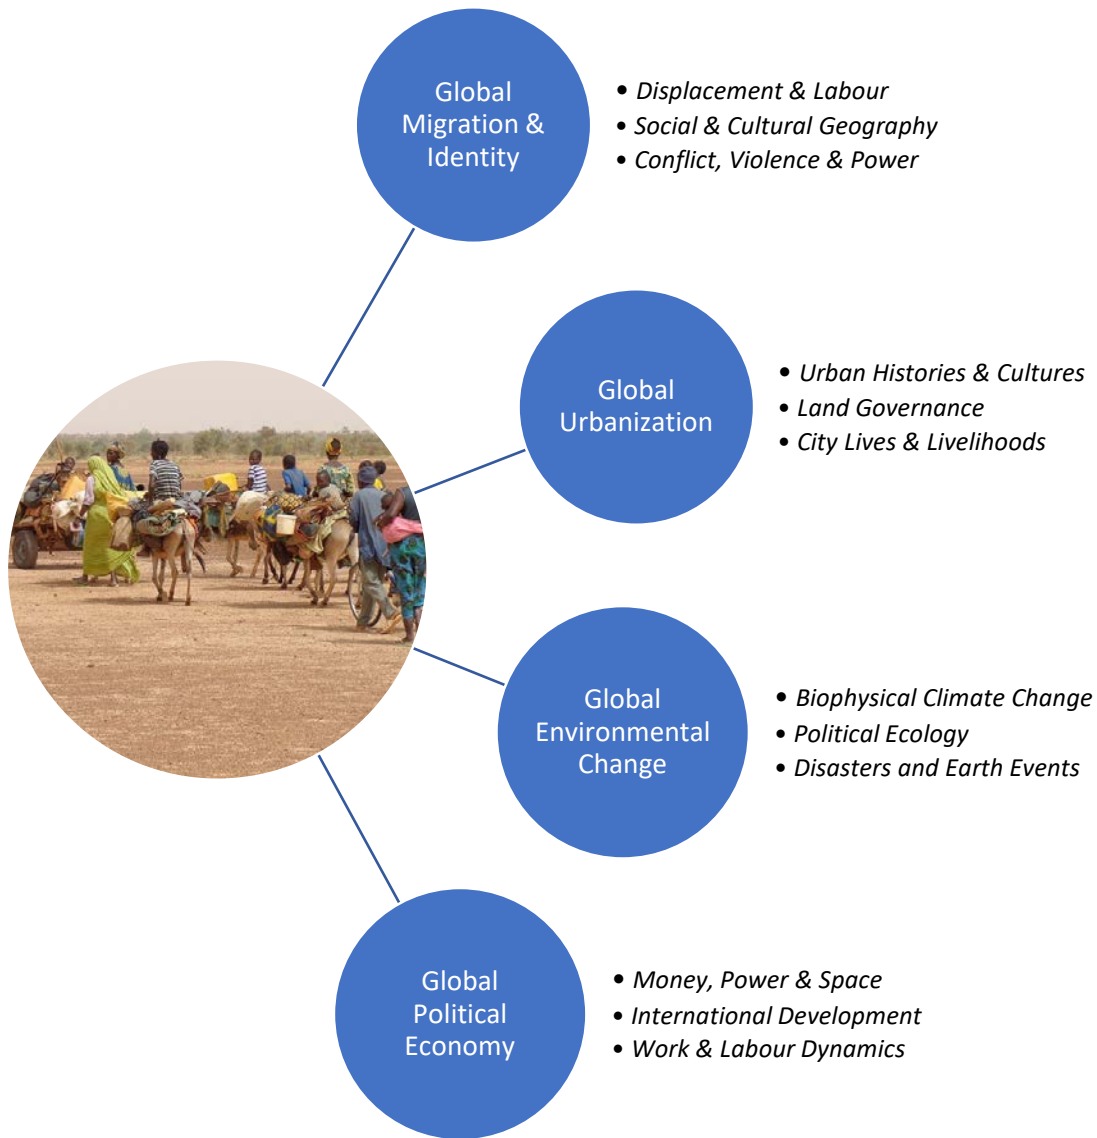 Global
Migration &
Identity
• Displacement & Labour
• Social & Cultural Geography
• Conflict, Violence & Power
Global
Urbanization
• Urban Histories & Cultures
• Land Governance
• City Lives & Livelihoods
Global
Environmental
Change
• Biophysical Climate Change
• Political Ecology
• Disasters and Earth Events
Global
Political
Economy
• Money, Power & Space
• International Development
• Work & Labour Dynamics